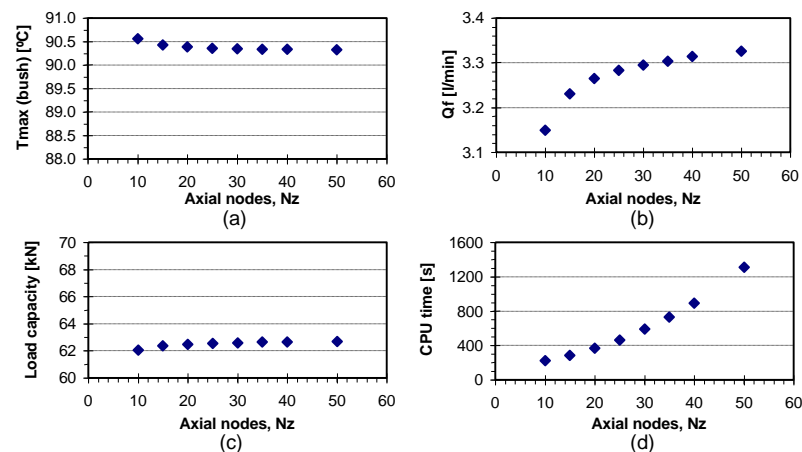 Tmax (bush) [ºC]
91.0
90.5
90.0
89.5
89.0
88.5
88.0
0 10 20 30 40 50 60
Axial nodes, Nz
(a)
Qf [l/min]
3.4
3.3
3.2
3.1
0 10 20 30 40 50 60
Axial nodes, Nz
(b)
Load capacity [kN]
70
68
66
64
62
60
0 10 20 30 40 50 60
Axial nodes, Nz
(c)
CPU time [s]
1600
1200
800
400
0
0 10 20 30 40 50 60
Axial nodes, Nz
(d)